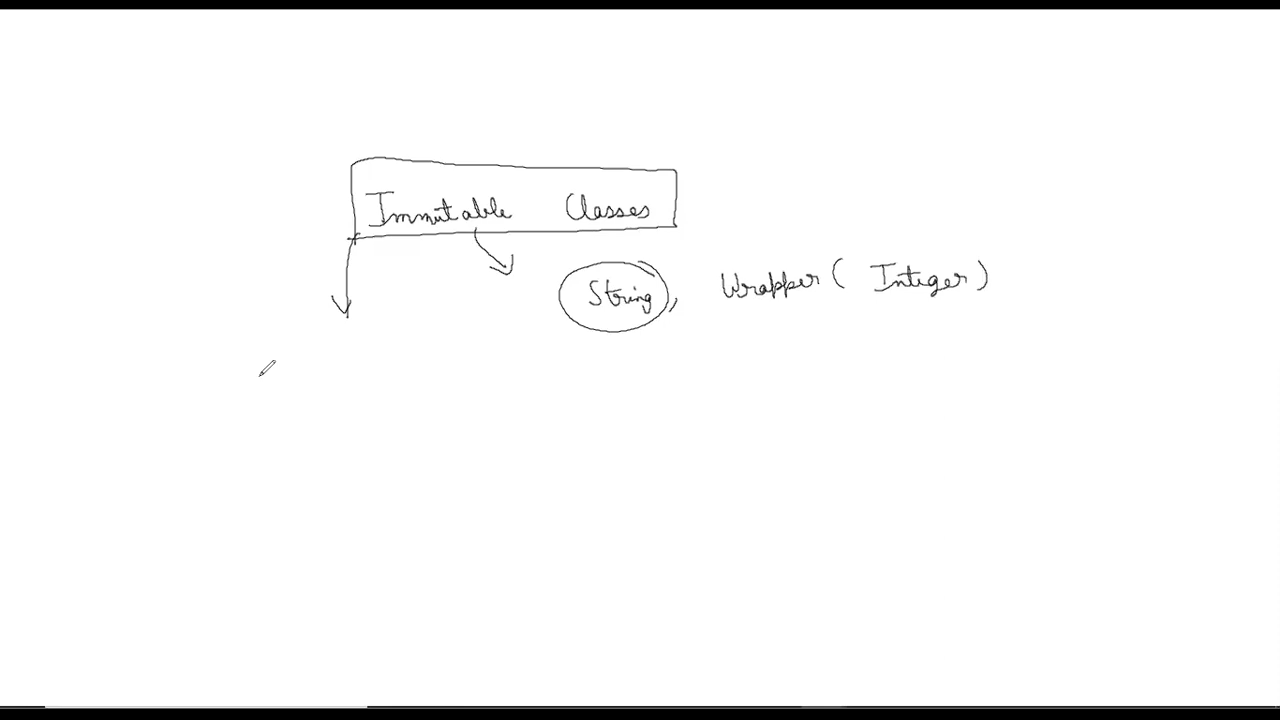 Immutable Classes
String, Wrapper ( Integer )